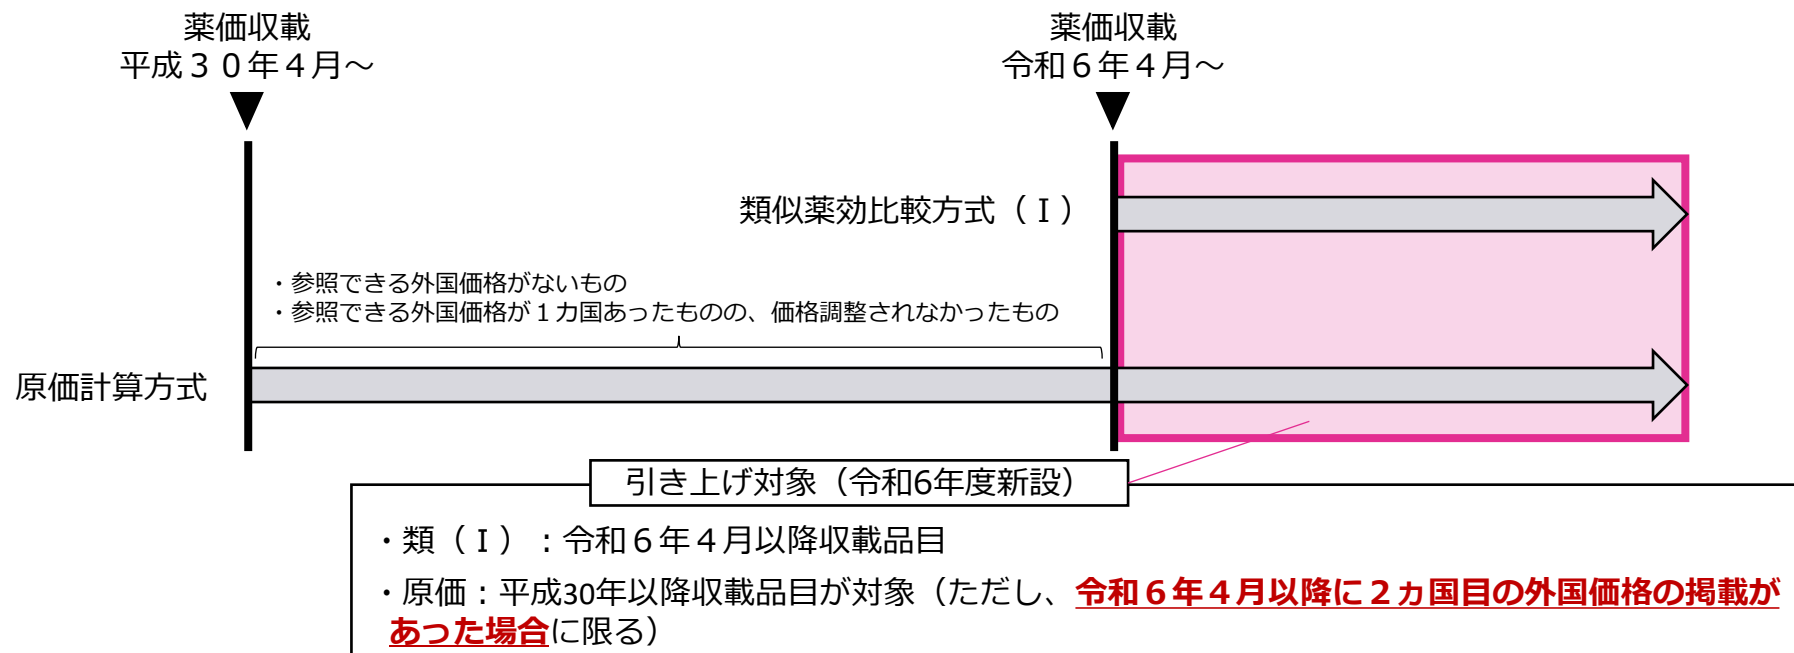 薬価収載
平成３０年４月～
薬価収載
令和６年４月～
類似薬効比較方式（Ⅰ）
・参照できる外国価格がないもの
・参照できる外国価格が１カ国あったものの、価格調整されなかったもの
原価計算方式
引き上げ対象（令和6年度新設）
・類（Ⅰ）：令和６年４月以降収載品目
・原価：平成30年以降収載品目が対象（ただし、令和６年４月以降に２ヵ国目の外国価格の掲載が
あった場合に限る）